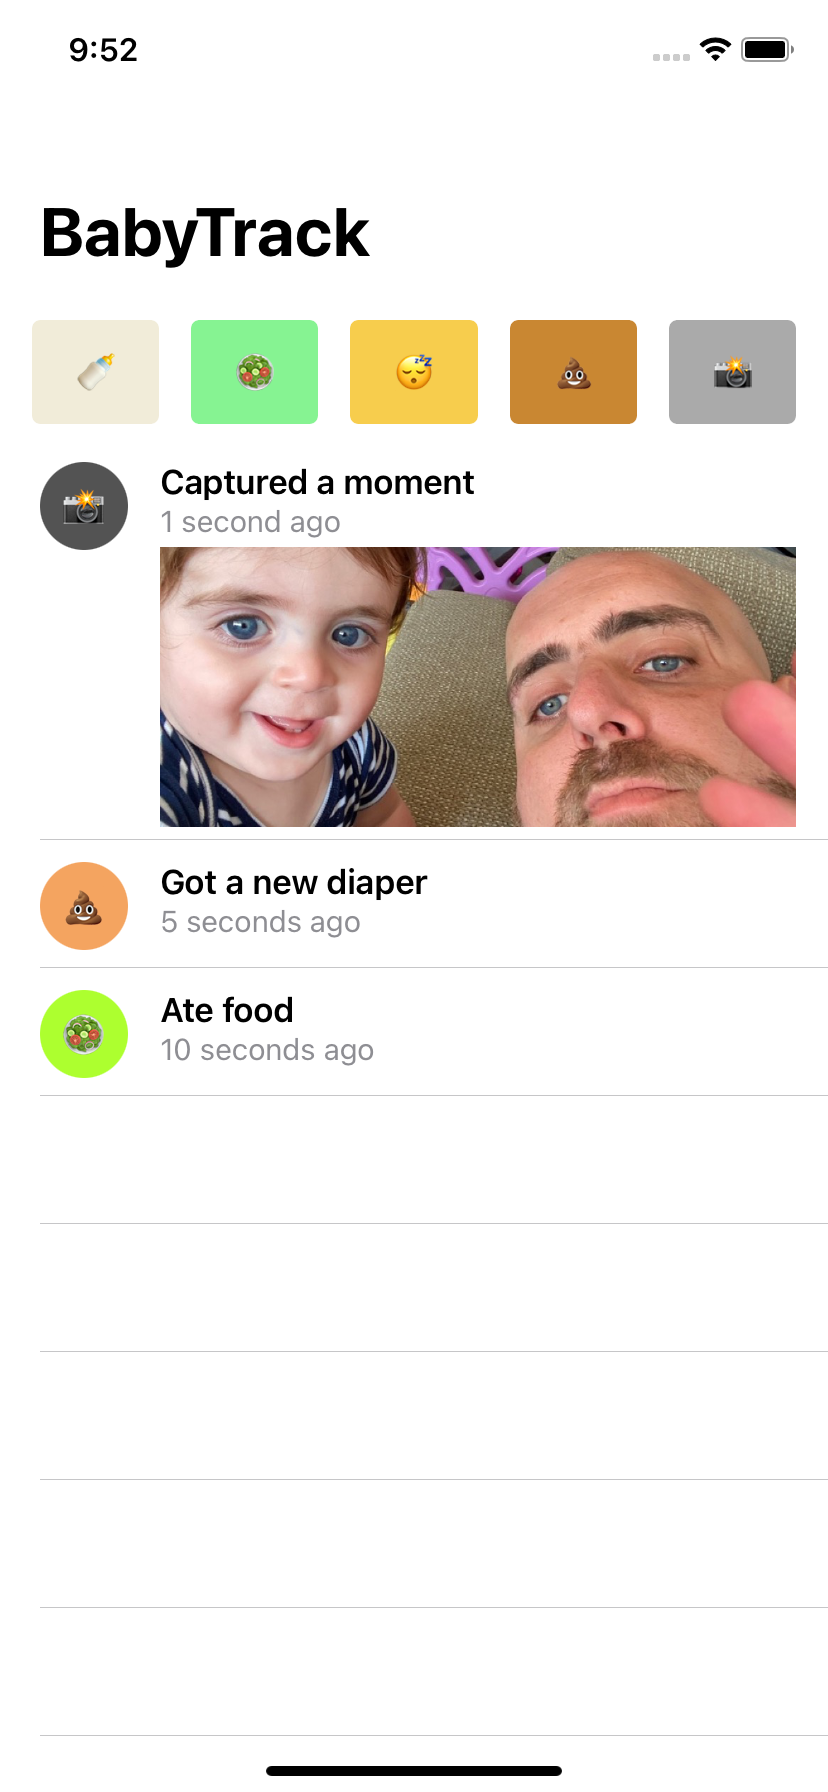 9:52
BabyTrack
Captured a moment
1 second ago
Got a new diaper
5 seconds ago
Ate food
10 seconds ago